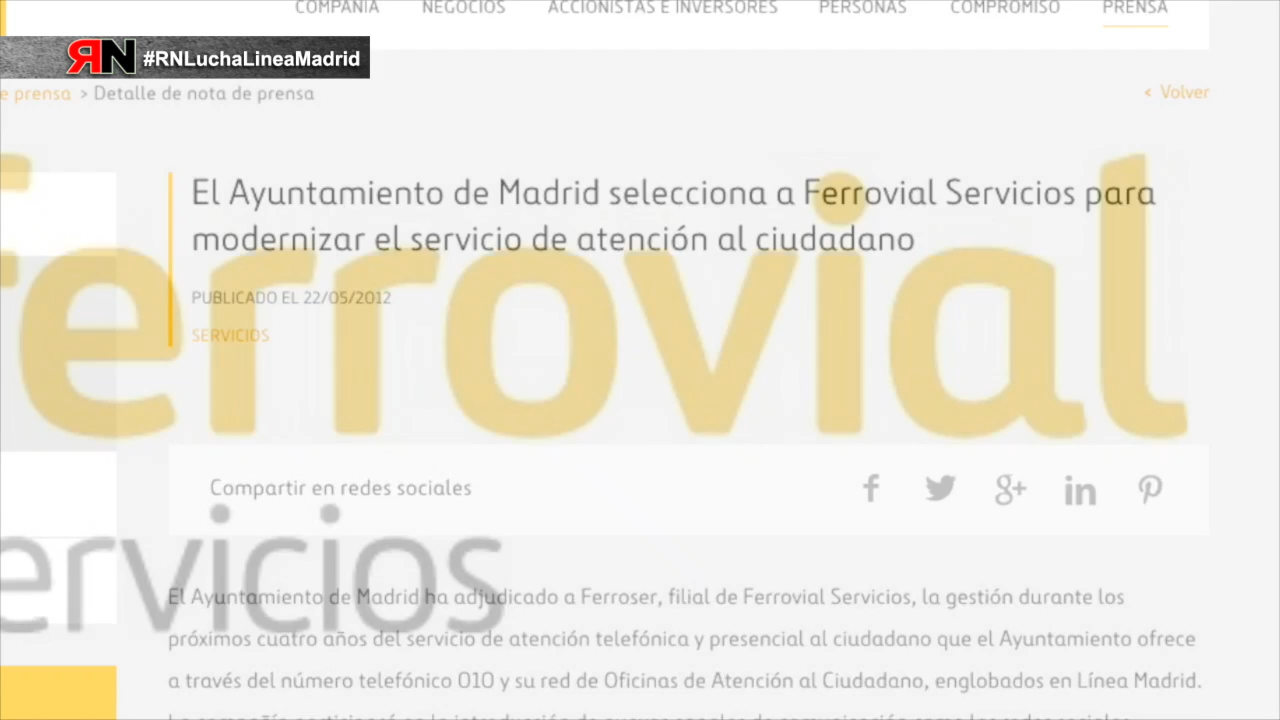 COMPAÑÍA NEGOCIOS ACCIONISTAS E INVERSORES PERSONAS COMPROMISO PRENSA
RN #RNLuchaLineaMadrid
e prensa > Detalle de nota de prensa
< Volver
El Ayuntamiento de Madrid selecciona a Ferrovial Servicios para
modernizar el servicio de atención al ciudadano
PUBLICADO EL 22/05/2012
SERVICIOS
ferrovial
Compartir en redes sociales
ervicios
El Ayuntamiento de Madrid ha adjudicado a Ferroser, filial de Ferrovial Servicios, la gestión durante los
próximos cuatro años del servicio de atención telefónica y presencial al ciudadano que el Ayuntamiento ofrece
a través del número telefónico 010 y su red de Oficinas de Atención al Ciudadano, englobados en Línea Madrid.